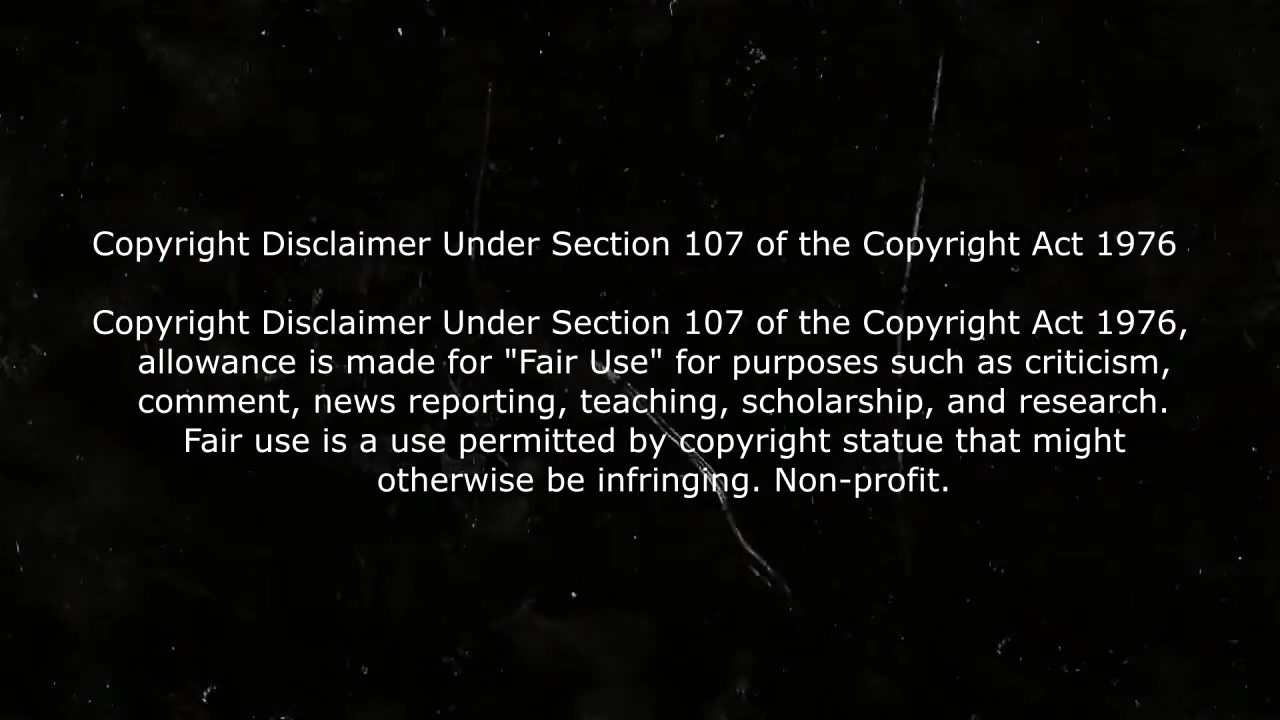 Copyright Disclaimer Under Section 107 of the Copyright Act 1976
Copyright Disclaimer Under Section 107 of the Copyright Act 1976,
allowance is made for "Fair Use" for purposes such as criticism,
comment, news reporting, teaching, scholarship, and research.
Fair use is a use permitted by copyright statue that might
otherwise be infringing. Non-profit.